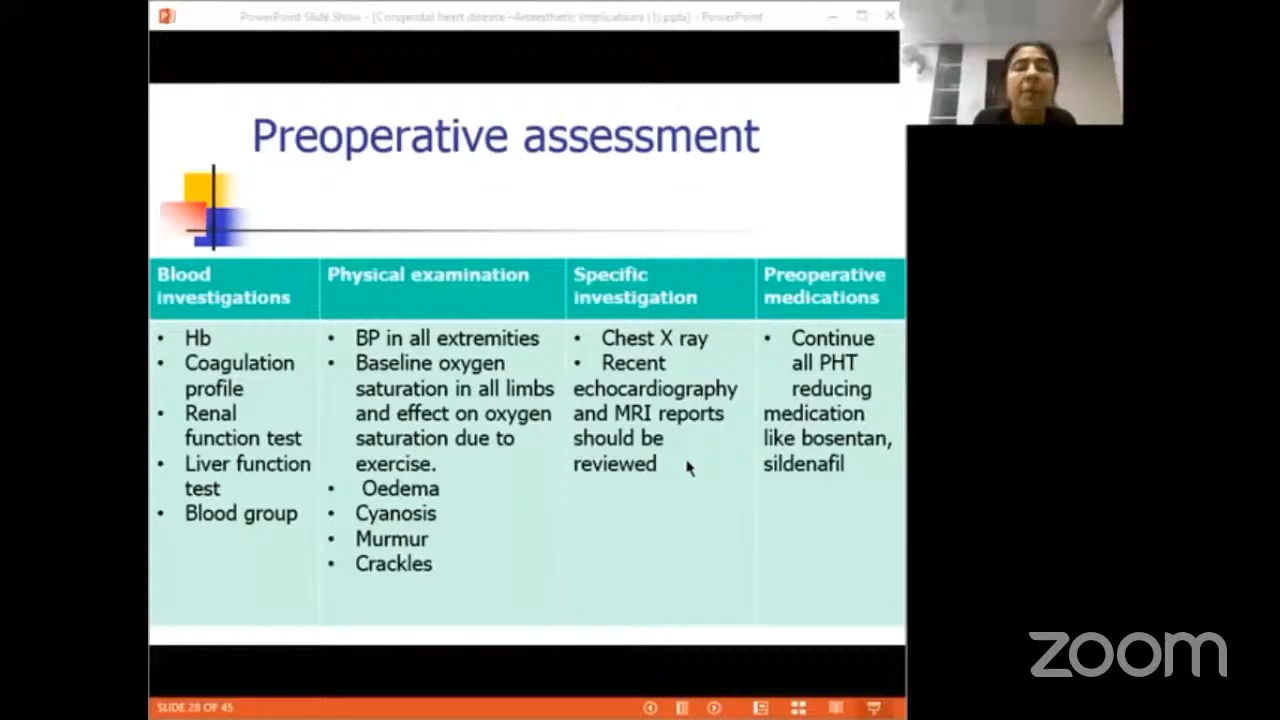 PowerPoint Slide Show - [Congenital heart disease -Anaesthetic implications (1).pptx] - PowerPoint
Preoperative assessment
Blood
investigations
Physical examination
Specific
investigation
Preoperative
medications
• Hb
• Coagulation
profile
• Renal
function test
• Liver function
test
• Blood group
• BP in all extremities
• Baseline oxygen
saturation in all limbs
and effect on oxygen
saturation due to
exercise.
• Oedema
• Cyanosis
• Murmur
• Crackles
• Chest X ray
• Recent
echocardiography
and MRI reports
should be
reviewed
• Continue
all PHT
reducing
medication
like bosentan,
sildenafil
SLIDE 28 OF 45
zoom